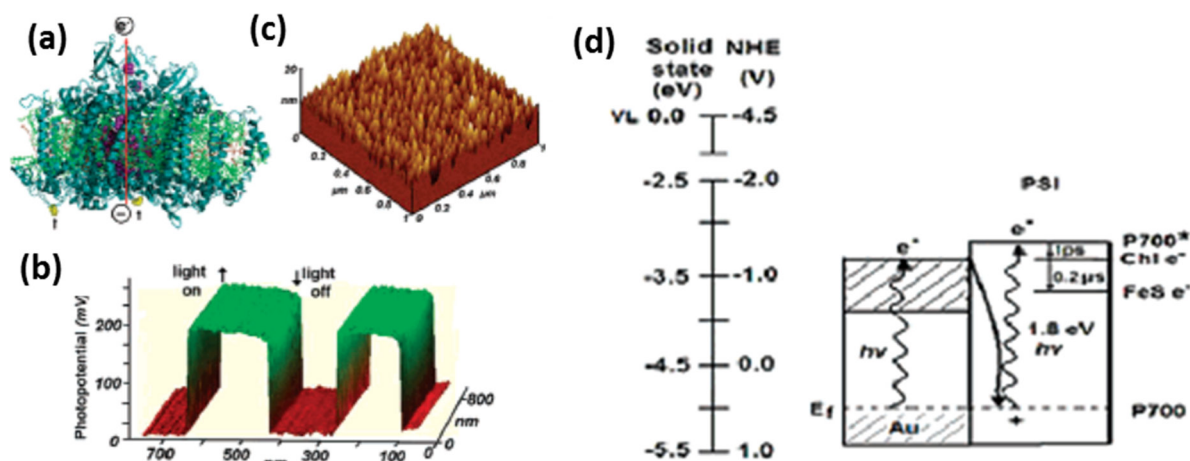 (a)
e-
(c)
20
nm
0
0.2
0.4
0.6
0.8
1
µm
0
0.2
0.4
0.6
0.8
µm
(b)
light on ↑
↓ light off
Photopotential (mV)
200
100
0
700
500
300
100
0
0
nm
800
(d)
Solid state (eV)
NHE (V)
VL 0.0
-4.5
-2.5
-2.0
-3.5
-1.0
-4.5
0.0
-5.5
1.0
PSI
e-
e-
P700*
1ps
Chl e-
0.2µs
FeS e-
1.8 eV
hν
hν
Ef
P700
Au
+